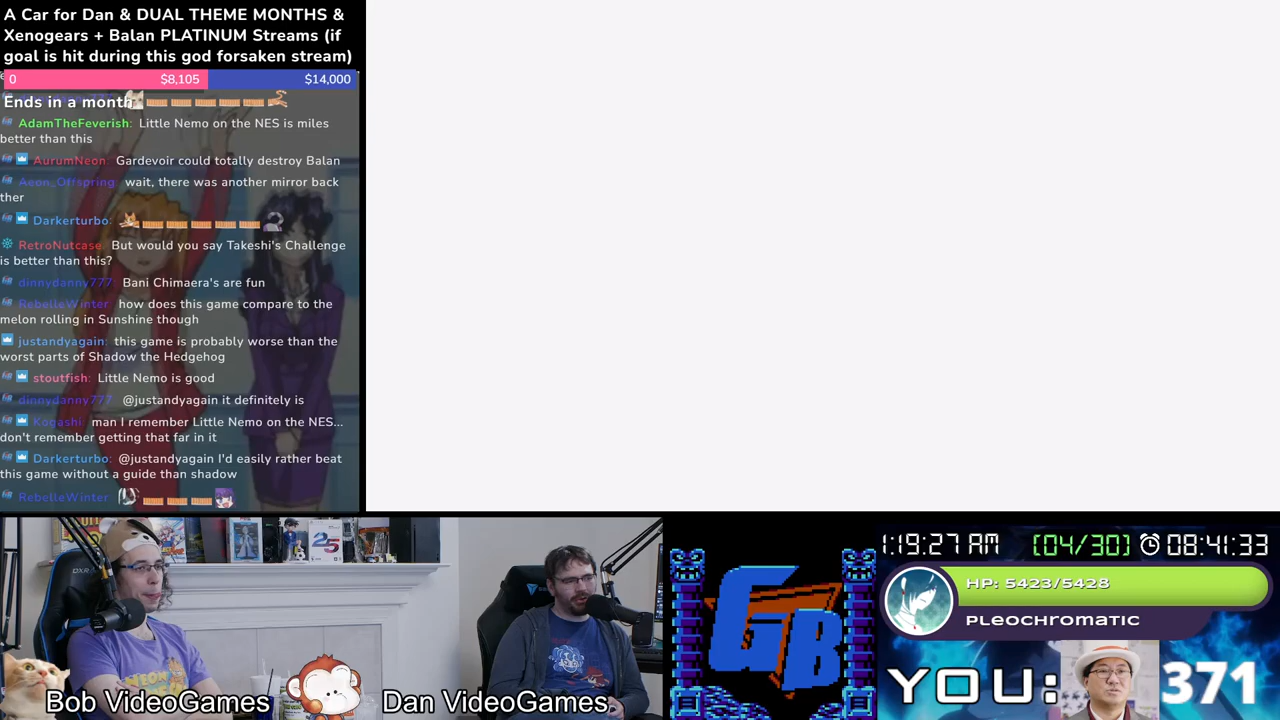 A Car for Dan & DUAL THEME MONTHS &
Xenogears + Balan PLATINUM Streams (if
goal is hit during this god forsaken stream)
0 $8,105 $14,000
Ends in a month
AdamTheFeverish: Little Nemo on the NES is miles
better than this
AurumNeon: Gardevoir could totally destroy Balan
Aeon_Offspring: wait, there was another mirror back
ther
Darkerturbo:
RetroNutcase: But would you say Takeshi's Challenge
is better than this?
dinnydanny777: Bani Chimaera's are fun
RebelleWinter: how does this game compare to the
melon rolling in Sunshine though
justandyagain: this game is probably worse than the
worst parts of Shadow the Hedgehog
stoutfish: Little Nemo is good
dinnydanny777: @justandyagain it definitely is
Kogashi: man I remember Little Nemo on the NES...
don't remember getting that far in it
Darkerturbo: @justandyagain I'd easily rather beat
this game without a guide than shadow
RebelleWinter:
DXR
25
NEON
Bob VideoGames
Dan VideoGames
GB
1:19:27 AM [04/30] 08:41:33
HP: 5423/5428
PLEOCHROMATIC
YOU: 371